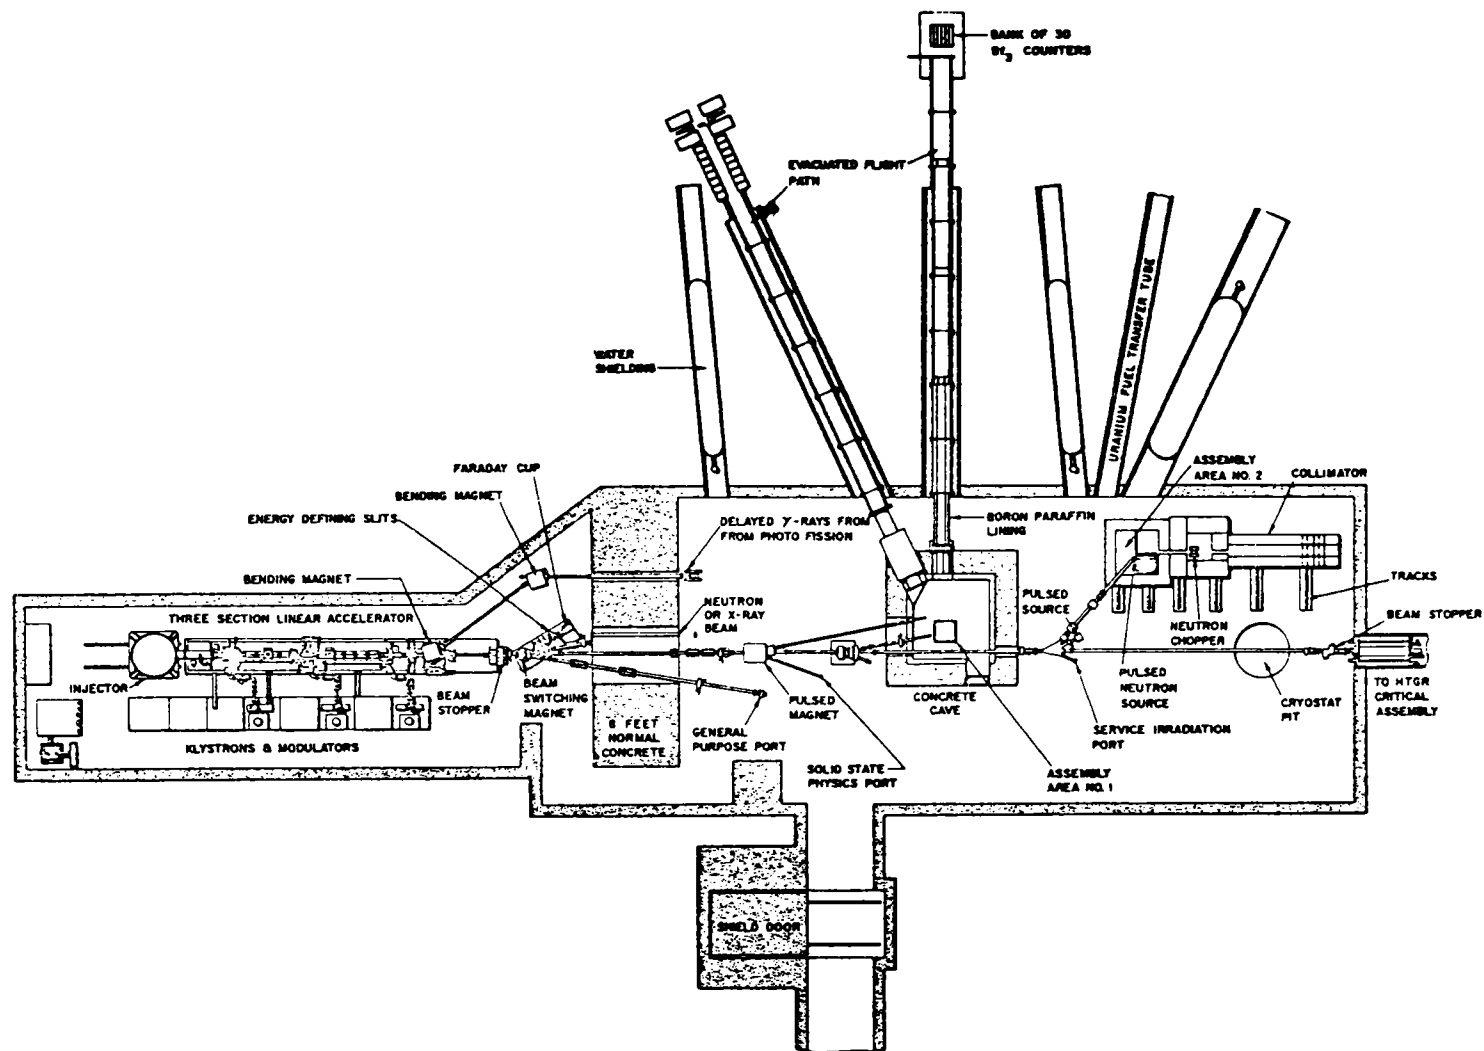 BANK OF 30
BF3 COUNTERS
EVACUATED FLIGHT
PATH
WATER
SHIELDING
URANIUM FUEL TRANSFER TUBE
FARADAY CUP
BENDING MAGNET
ENERGY DEFINING SLITS
ASSEMBLY
AREA NO. 2
COLLIMATOR
DELAYED γ-RAYS FROM
FROM PHOTO FISSION
BORON PARAFFIN
LINING
BENDING MAGNET
THREE SECTION LINEAR ACCELERATOR
NEUTRON
OR X-RAY
BEAM
PULSED
SOURCE
TRACKS
BEAM STOPPER
NEUTRON
CHOPPER
INJECTOR
BEAM
STOPPER
BEAM
SWITCHING
MAGNET
PULSED
MAGNET
CONCRETE
CAVE
PULSED
NEUTRON
SOURCE
CRYOSTAT
PIT
TO HTGR
CRITICAL
ASSEMBLY
KLYSTRONS & MODULATORS
6 FEET
NORMAL
CONCRETE
GENERAL
PURPOSE PORT
SERVICE IRRADIATION
PORT
SOLID STATE
PHYSICS PORT
ASSEMBLY
AREA NO. 1
SHIELD DOOR